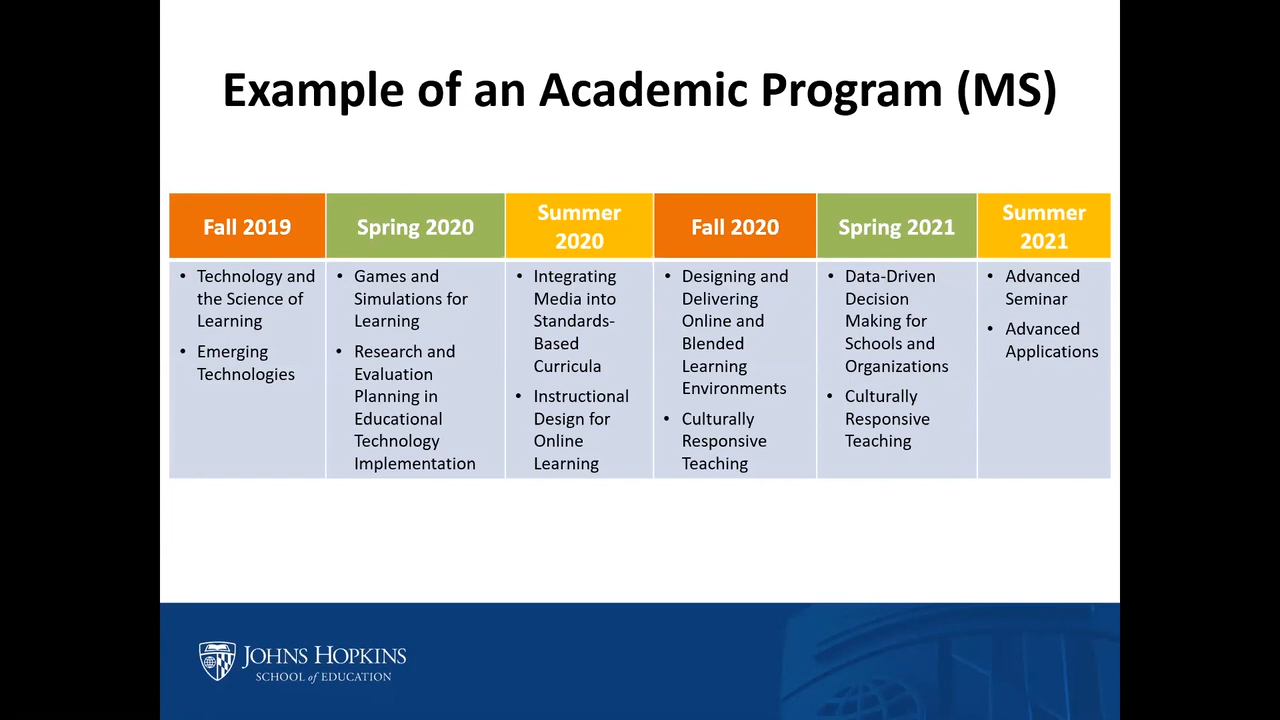 Example of an Academic Program (MS)
Fall 2019
Spring 2020
Summer
2020
Fall 2020
Spring 2021
Summer
2021
• Technology and
the Science of
Learning
• Emerging
Technologies
• Games and
Simulations for
Learning
• Research and
Evaluation
Planning in
Educational
Technology
Implementation
• Integrating
Media into
Standards-
Based
Curricula
• Instructional
Design for
Online
Learning
• Designing and
Delivering
Online and
Blended
Learning
Environments
• Culturally
Responsive
Teaching
• Data-Driven
Decision
Making for
Schools and
Organizations
• Culturally
Responsive
Teaching
• Advanced
Seminar
• Advanced
Applications
JOHNS HOPKINS
SCHOOL of EDUCATION